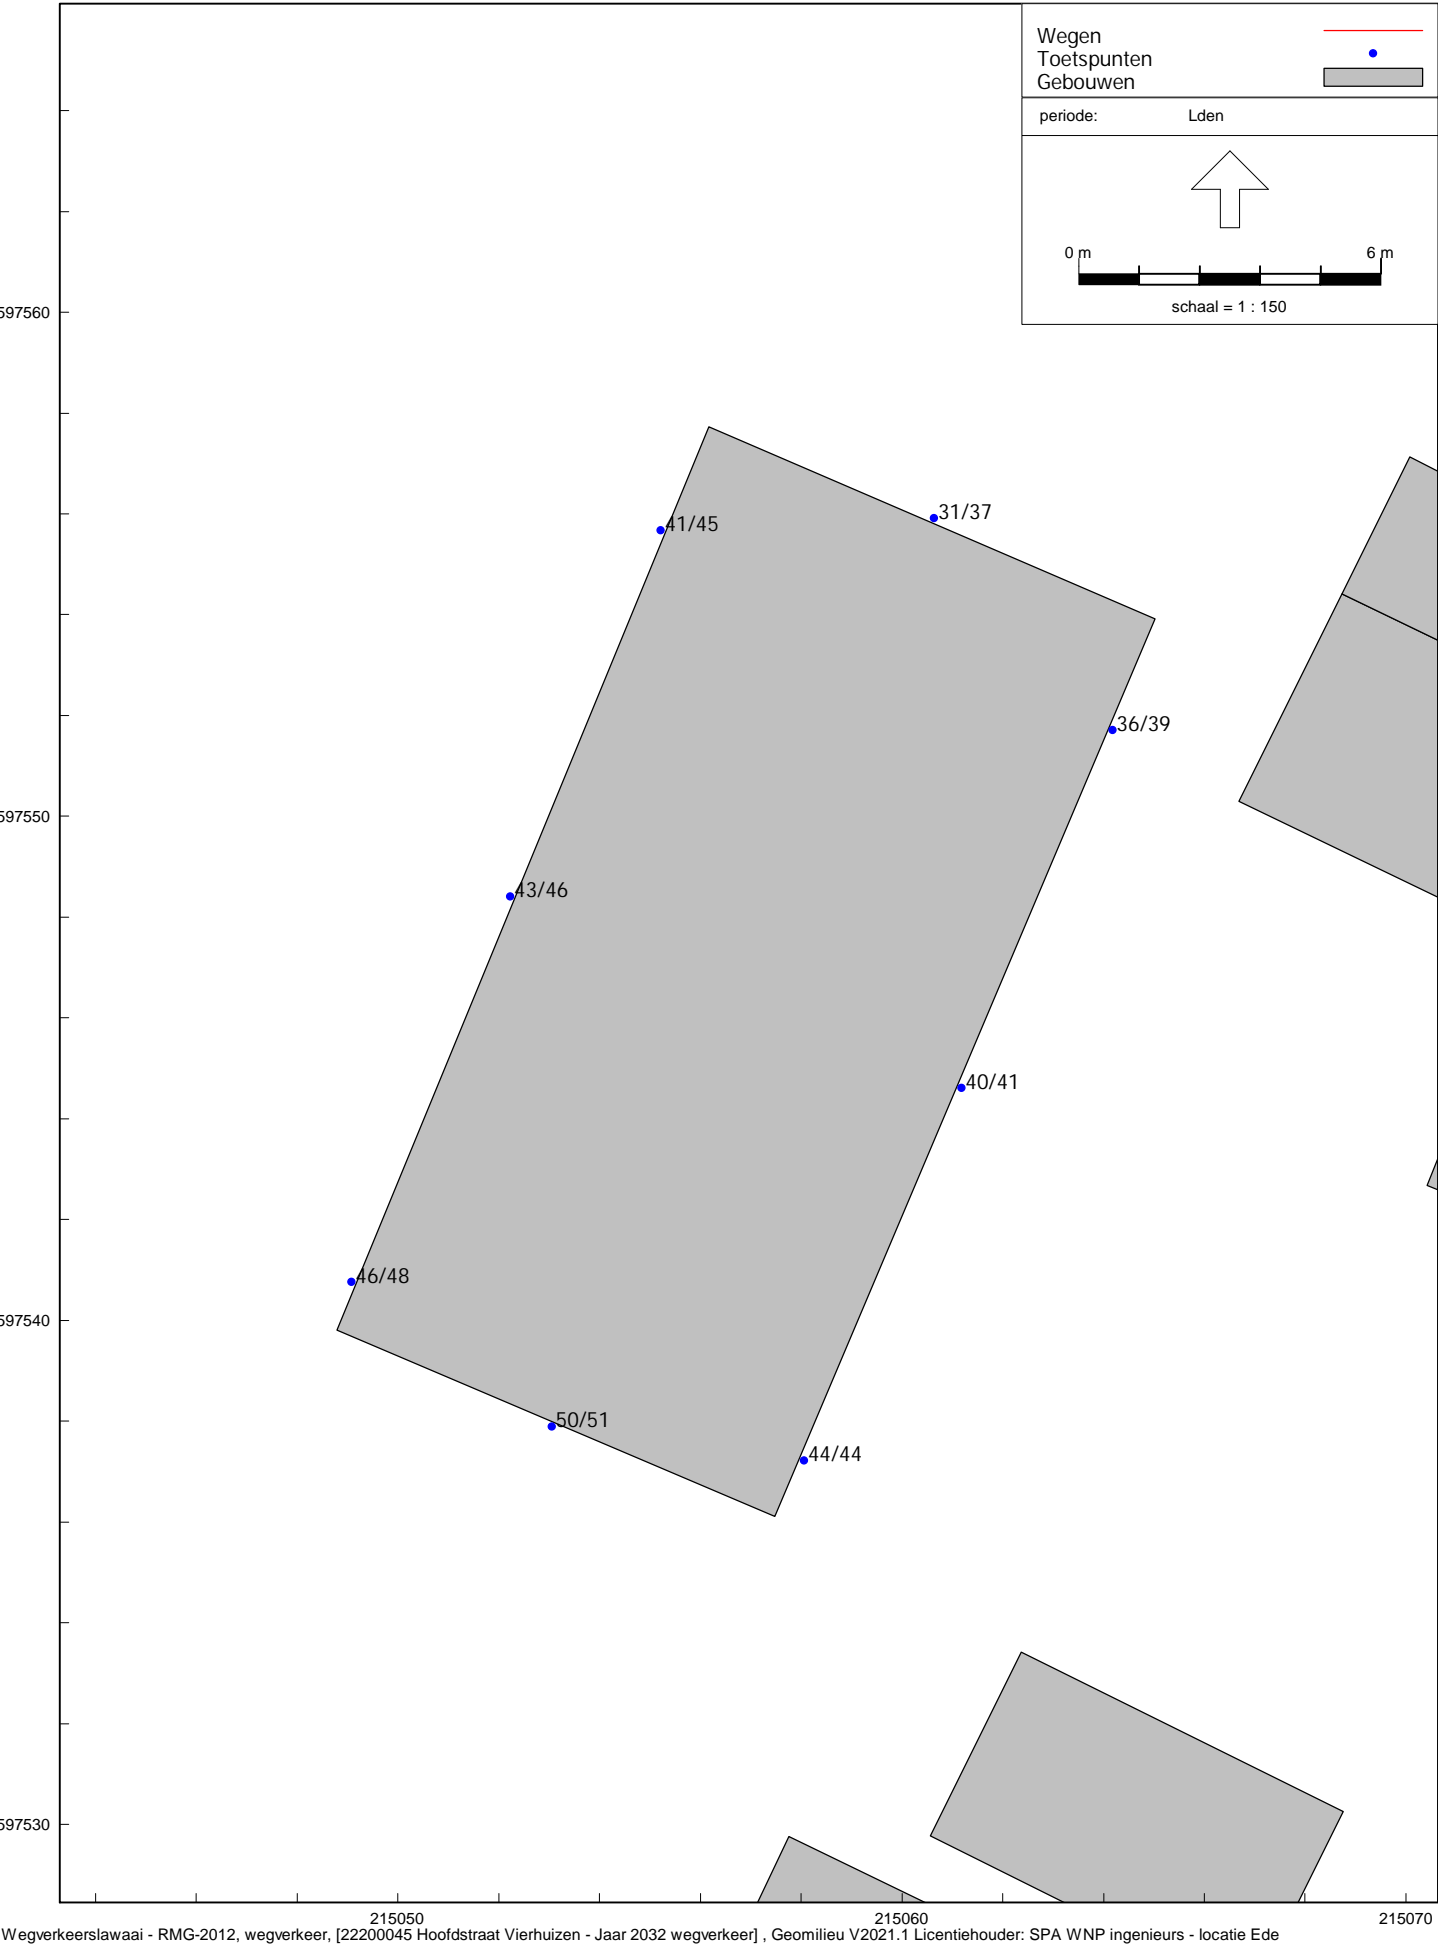 Wegen
Toetspunten
Gebouwen
periode: Lden
0 m 6 m
schaal = 1 : 150
597560
31/37
41/45
36/39
597550
43/46
40/41
46/48
597540
50/51
44/44
597530
215050 215060 215070
Wegverkeerslawaai - RMG-2012, wegverkeer, [22200045 Hoofdstraat Vierhuizen - Jaar 2032 wegverkeer] , Geomilieu V2021.1 Licentiehouder: SPA WNP ingenieurs - locatie Ede